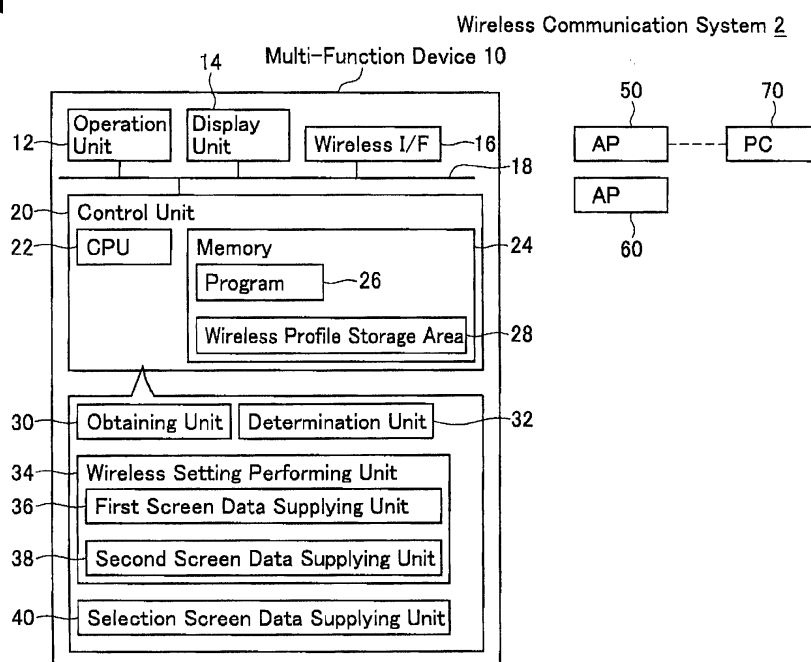 Wireless Communication System 2
Multi-Function Device 10
14
50
70
12
Operation
Unit
Display
Unit
Wireless I/F
16
AP
PC
18
AP
60
20
Control Unit
22
CPU
Memory
24
Program
26
Wireless Profile Storage Area
28
30
Obtaining Unit
Determination Unit
32
34
Wireless Setting Performing Unit
36
First Screen Data Supplying Unit
38
Second Screen Data Supplying Unit
40
Selection Screen Data Supplying Unit